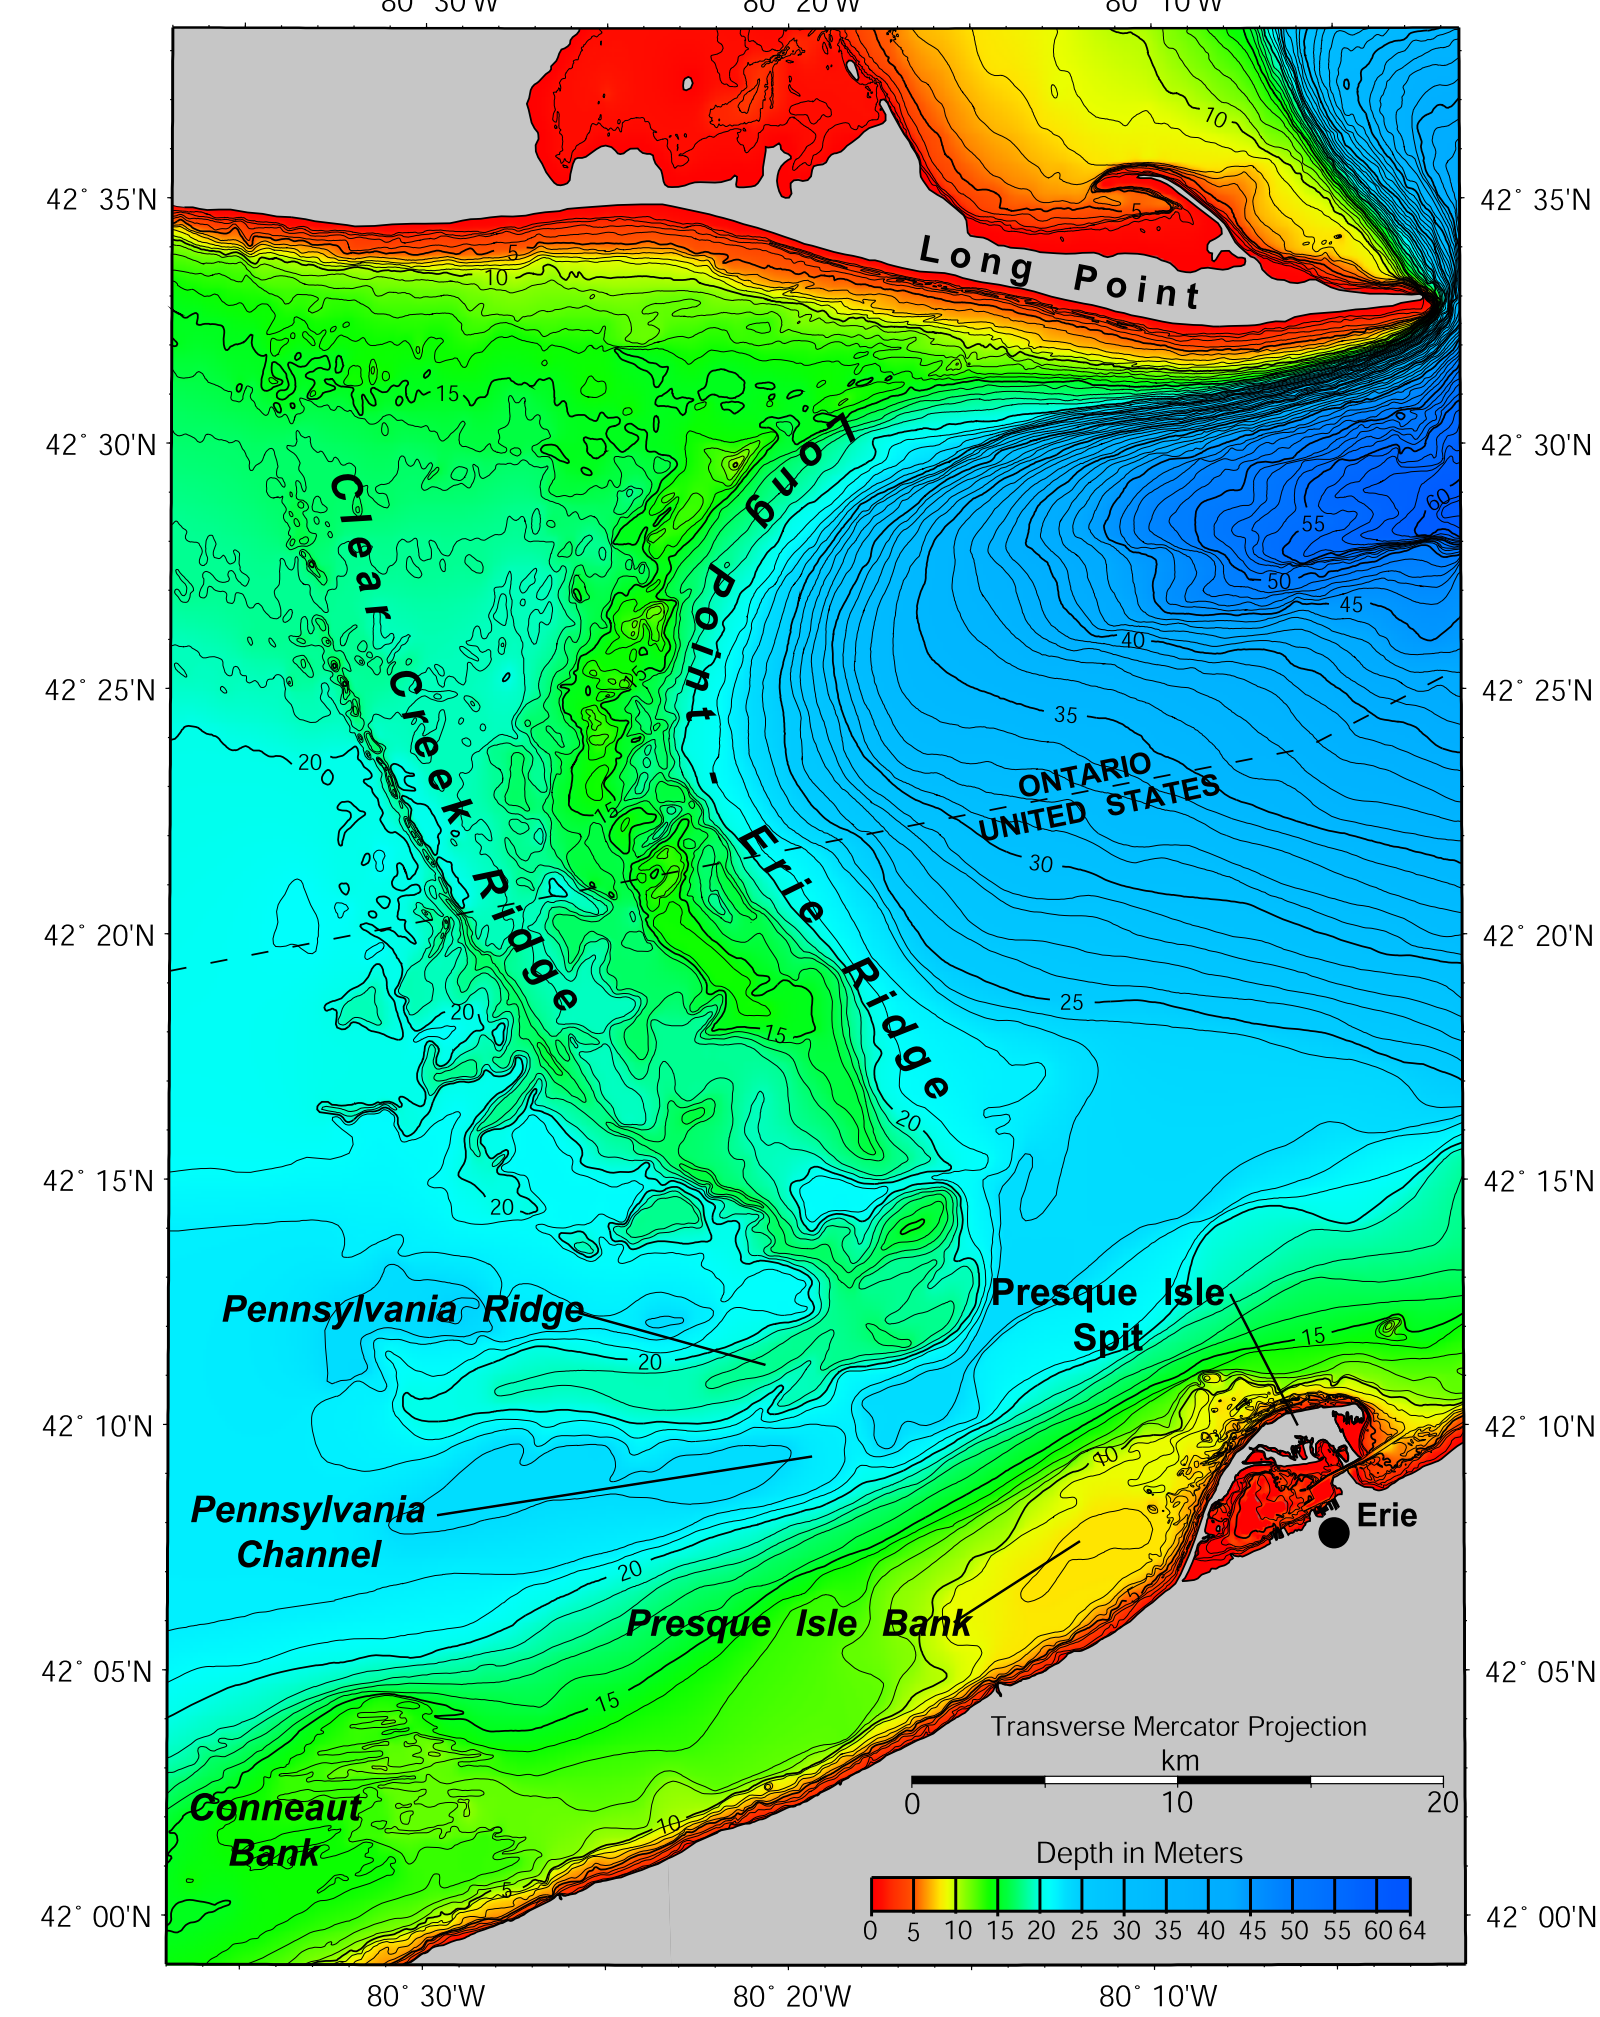 80° 30'W 80° 20'W 80° 10'W
10
42° 35'N 42° 35'N
5
Long Point
5
10
15
42° 30'N 42° 30'N
60
55
50
45
40
Clear Creek Ridge
Long Point - Erie Ridge
15
42° 25'N 42° 25'N
35
20
ONTARIO
UNITED STATES
15
30
42° 20'N 42° 20'N
25
20
15
20
42° 15'N 42° 15'N
20
Presque Isle
Spit
Pennsylvania Ridge
15
20
42° 10'N 42° 10'N
10
Pennsylvania
Channel
Erie
20
5
Presque Isle Bank
42° 05'N 42° 05'N
15
Transverse Mercator Projection
km
0 10 20
Conneaut
Bank
10
Depth in Meters
5
0 5 10 15 20 25 30 35 40 45 50 55 60 64
42° 00'N 42° 00'N
80° 30'W 80° 20'W 80° 10'W